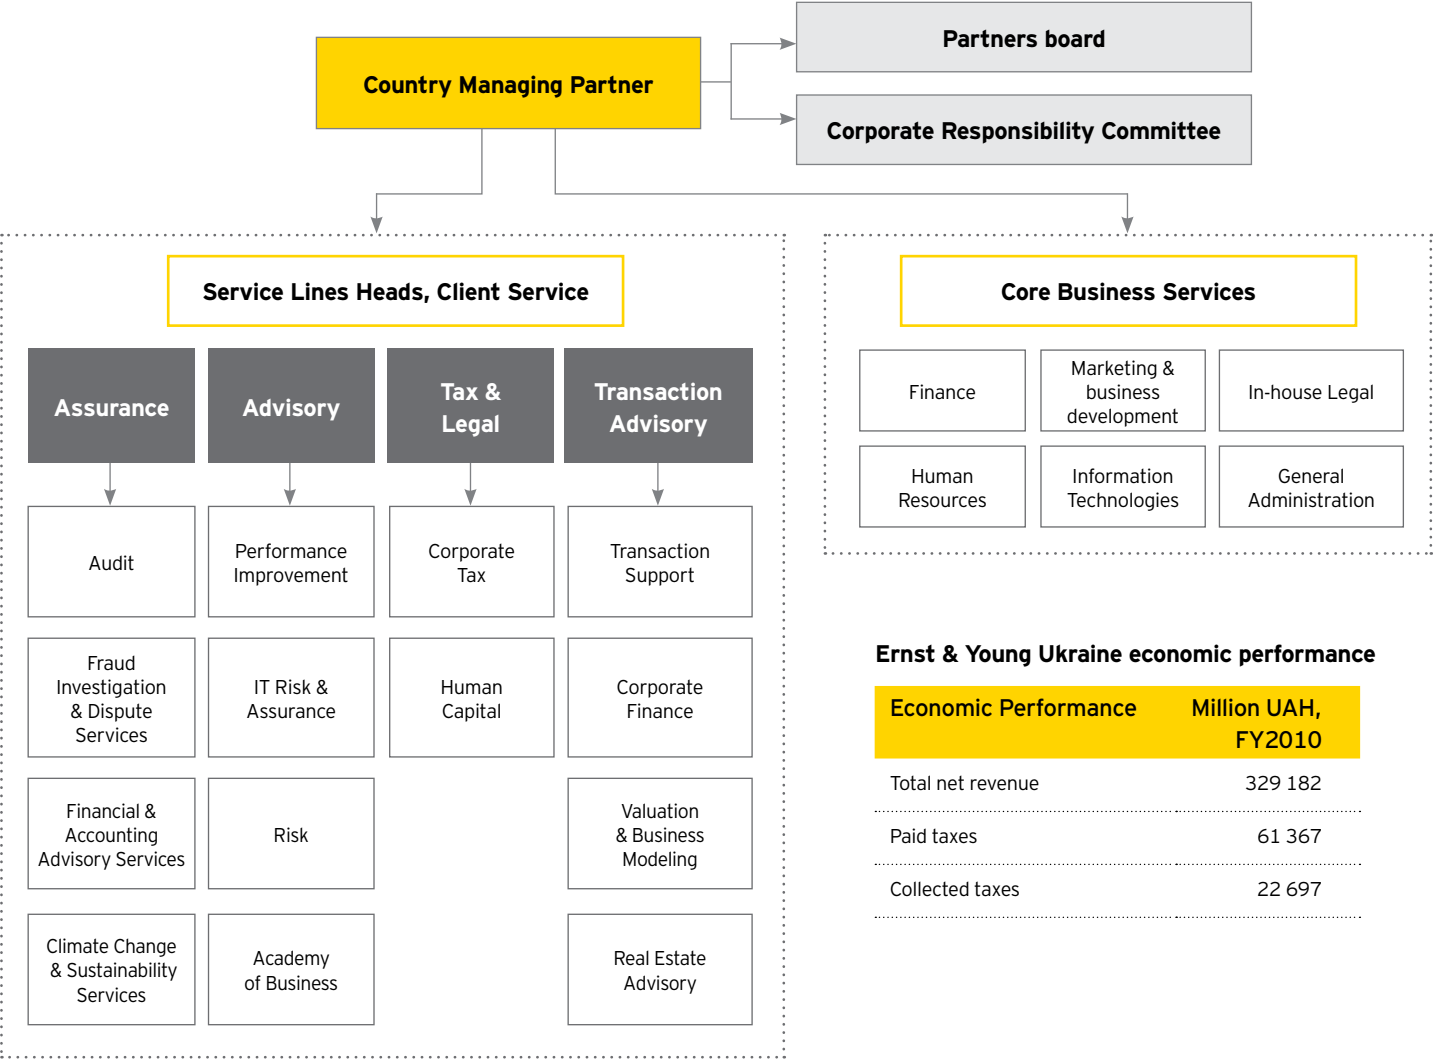 Partners board
Country Managing Partner
Corporate Responsibility Committee
Service Lines Heads, Client Service
Assurance
Advisory
Tax &
Legal
Transaction
Advisory
Audit
Performance
Improvement
Corporate
Tax
Transaction
Support
Fraud
Investigation
& Dispute
Services
IT Risk &
Assurance
Human
Capital
Corporate
Finance
Financial &
Accounting
Advisory Services
Risk
Valuation
& Business
Modeling
Climate Change
& Sustainability
Services
Academy
of Business
Real Estate
Advisory
Core Business Services
Finance
Marketing &
business
development
In-house Legal
Human
Resources
Information
Technologies
General
Administration
Ernst & Young Ukraine economic performance
Economic Performance Million UAH,
FY2010
Total net revenue 329 182
Paid taxes 61 367
Collected taxes 22 697